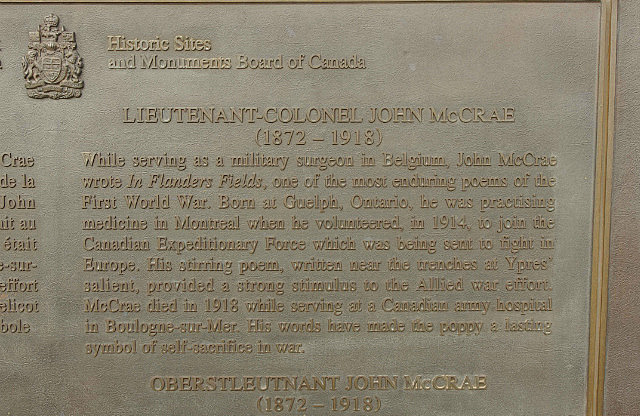 Historic Sites
and Monuments Board of Canada
LIEUTENANT-COLONEL JOHN McCRAE
(1872 – 1918)
While serving as a military surgeon in Belgium, John McCrae
wrote In Flanders Fields, one of the most enduring poems of the
First World War. Born at Guelph, Ontario, he was practising
medicine in Montreal when he volunteered, in 1914, to join the
Canadian Expeditionary Force which was being sent to fight in
Europe. His stirring poem, written near the trenches at Ypres'
salient, provided a strong stimulus to the Allied war effort.
McCrae died in 1918 while serving at a Canadian army hospital
in Boulogne-sur-Mer. His words have made the poppy a lasting
symbol of self-sacrifice in war.
OBERSTLEUTNANT JOHN McCRAE
(1872 – 1918)
Crae
de la
John
ait au
était
e-sur-
effort
elicot
bole